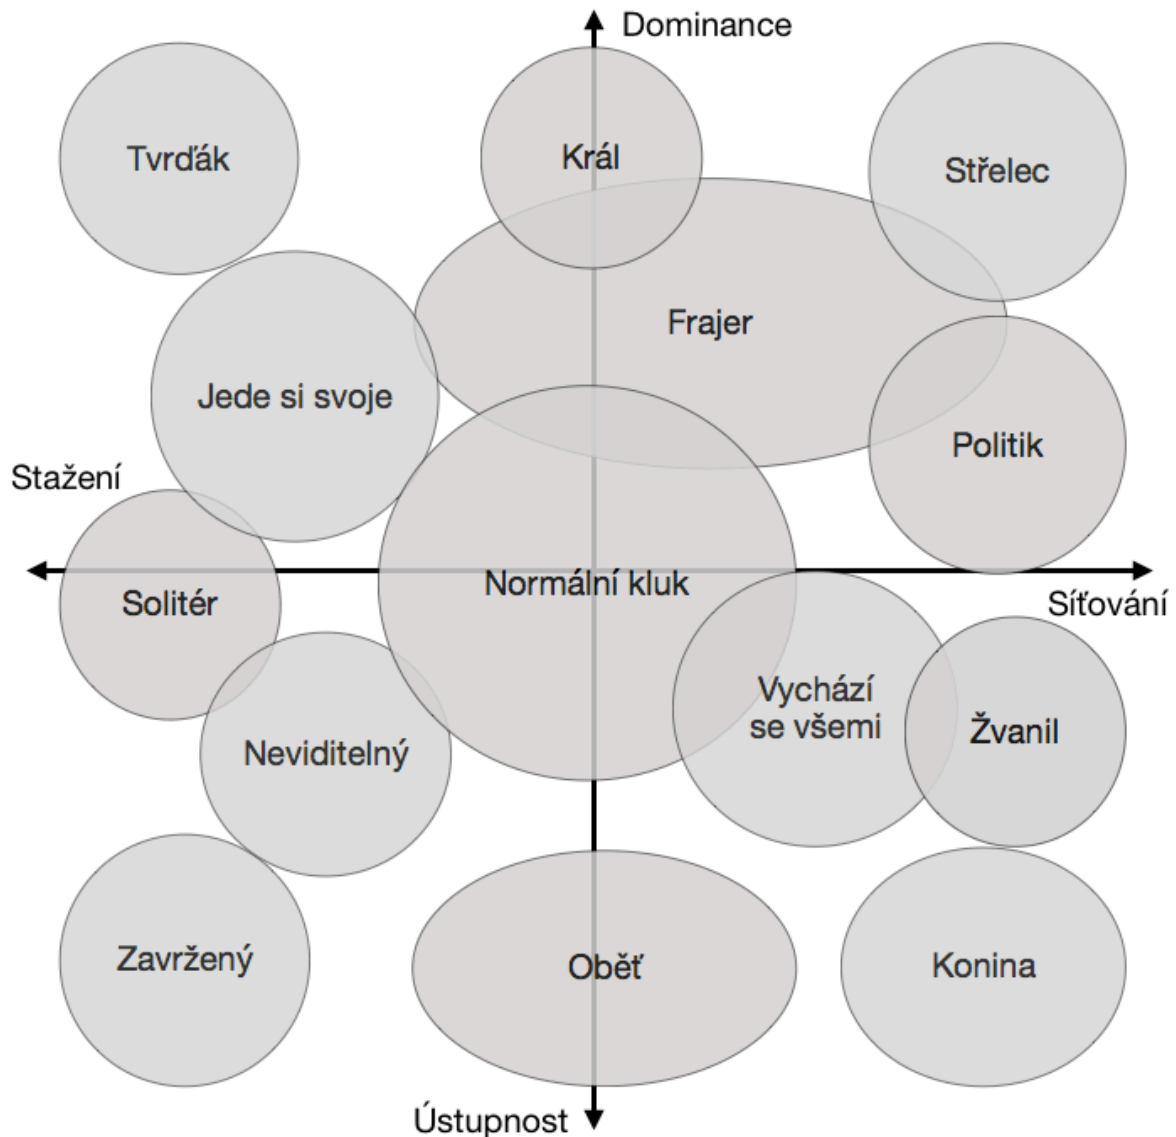 Dominance
Tvrďák
Král
Střelec
Frajer
Jede si svoje
Politik
Stažení
Normální kluk
Solitér
Síťování
Vychází
se všemi
Žvanil
Neviditelný
Zavržený
Oběť
Konina
Ústupnost